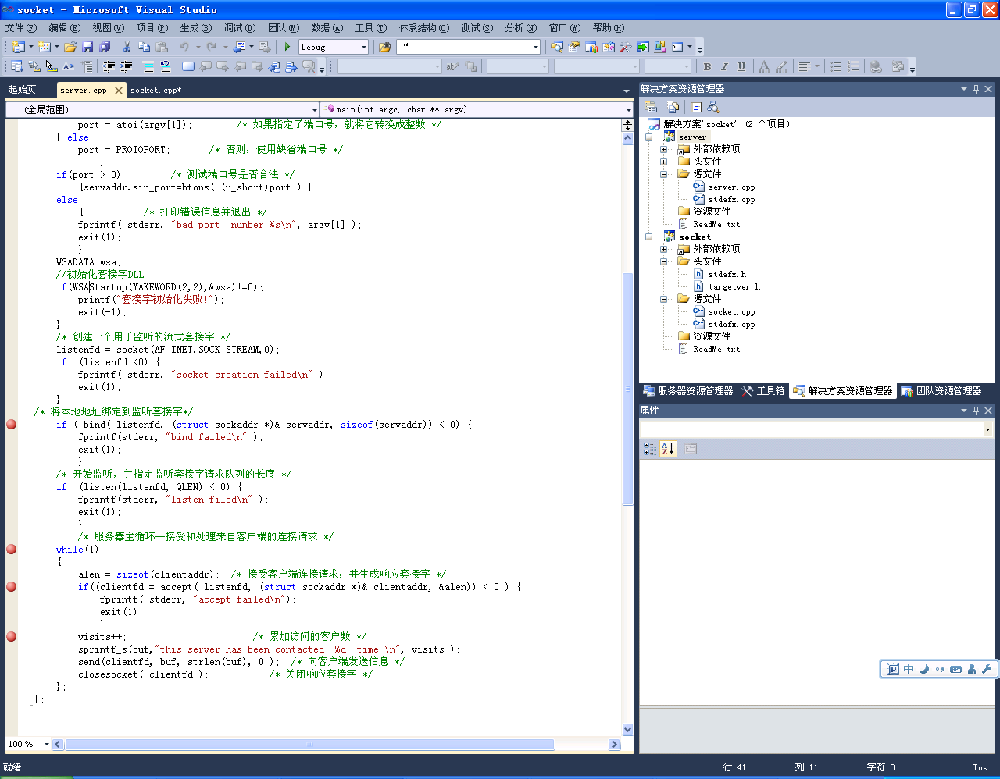 socket - Microsoft Visual Studio
文件(F) 编辑(E) 视图(V) 项目(P) 生成(B) 调试(D) 团队(M) 数据(A) 工具(T) 体系结构(C) 测试(S) 分析(N) 窗口(W) 帮助(H)
Debug “
起始页 server.cpp socket.cpp*
(全局范围) main(int argc, char ** argv)
port = atoi(argv[1]); /* 如果指定了端口号，就将它转换成整数 */
} else {
port = PROTOPORT; /* 否则，使用缺省端口号 */
}
if(port > 0) /* 测试端口号是否合法 */
{servaddr.sin_port=htons( (u_short)port );}
else
{ /* 打印错误信息并退出 */
fprintf( stderr, "bad port  number %s\n", argv[1] );
exit(1);
}
WSADATA wsa;
//初始化套接字DLL
if(WSAStartup(MAKEWORD(2,2),&wsa)!=0){
printf("套接字初始化失败!");
exit(-1);
}
/* 创建一个用于监听的流式套接字 */
listenfd = socket(AF_INET,SOCK_STREAM,0);
if  (listenfd <0) {
fprintf( stderr, "socket creation failed\n" );
exit(1);
}
/* 将本地地址绑定到监听套接字*/
if ( bind( listenfd, (struct sockaddr *)& servaddr, sizeof(servaddr)) < 0) {
fprintf(stderr, "bind failed\n" );
exit(1);
}
/* 开始监听，并指定监听套接字请求队列的长度 */
if  (listen(listenfd, QLEN) < 0) {
fprintf(stderr, "listen filed\n" );
exit(1);
}
/* 服务器主循环—接受和处理来自客户端的连接请求 */
while(1)
{
alen = sizeof(clientaddr);  /* 接受客户端连接请求，并生成响应套接字 */
if((clientfd = accept( listenfd, (struct sockaddr *)& clientaddr, &alen)) < 0 ) {
fprintf( stderr, "accept failed\n");
exit(1);
}
visits++; /* 累加访问的客户数 */
sprintf_s(buf,"this server has been contacted  %d  time \n", visits );
send(clientfd, buf, strlen(buf), 0 );  /* 向客户端发送信息 */
closesocket( clientfd ); /* 关闭响应套接字 */
};
};
100 %
解决方案资源管理器
解决方案'socket' (2 个项目)
server
外部依赖项
头文件
源文件
server.cpp
stdafx.cpp
资源文件
ReadMe.txt
socket
外部依赖项
头文件
stdafx.h
targetver.h
源文件
socket.cpp
stdafx.cpp
资源文件
ReadMe.txt
服务器资源管理器 工具箱 解决方案资源管理器 团队资源管理器
属性
中
就绪 行 41 列 11 字符 8 Ins